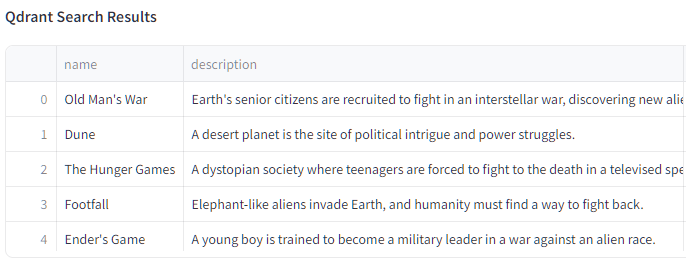 Qdrant Search Results
name description
0 Old Man's War Earth's senior citizens are recruited to fight in an interstellar war, discovering new
1 Dune A desert planet is the site of political intrigue and power struggles.
2 The Hunger Games A dystopian society where teenagers are forced to fight to the death in a televised
3 Footfall Elephant-like aliens invade Earth, and humanity must find a way to fight back.
4 Ender's Game A young boy is trained to become a military leader in a war against an alien race.